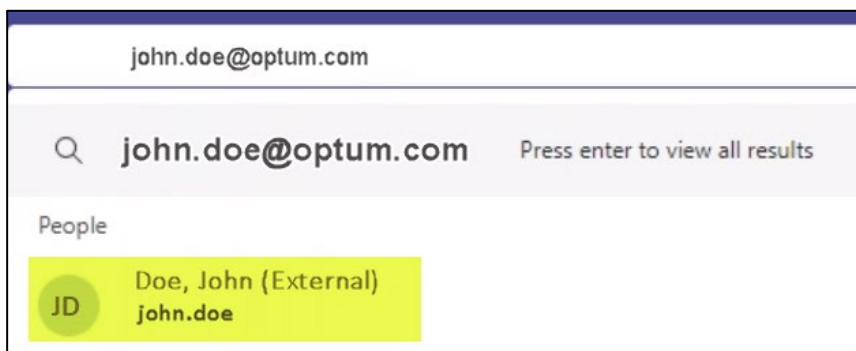 john.doe@optum.com
john.doe@optum.com Press enter to view all results
People
JD
Doe, John (External)
john.doe